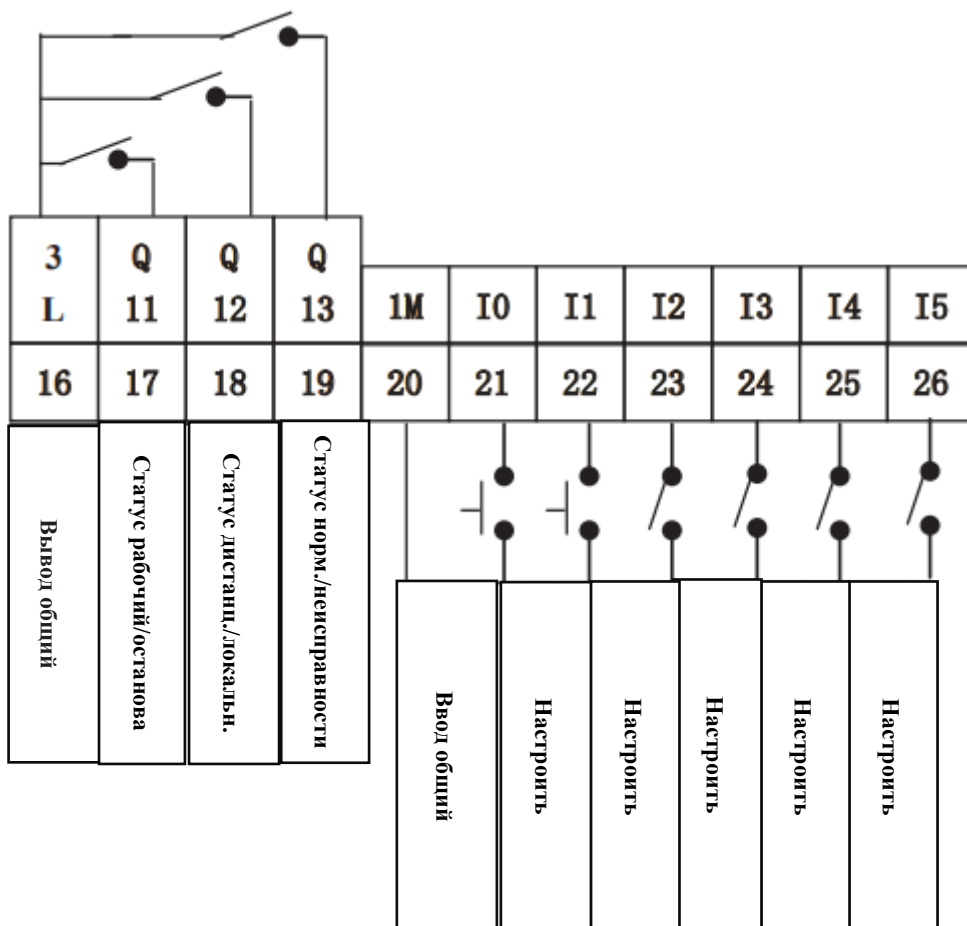 3 Q Q Q
L 11 12 13 1M I0 I1 I2 I3 I4 I5
16 17 18 19 20 21 22 23 24 25 26
Вывод общий
Статус рабочий/останова
Статус дистанц./локальн.
Статус норм./неисправности
Ввод общий
Настроить
Настроить
Настроить
Настроить
Настроить